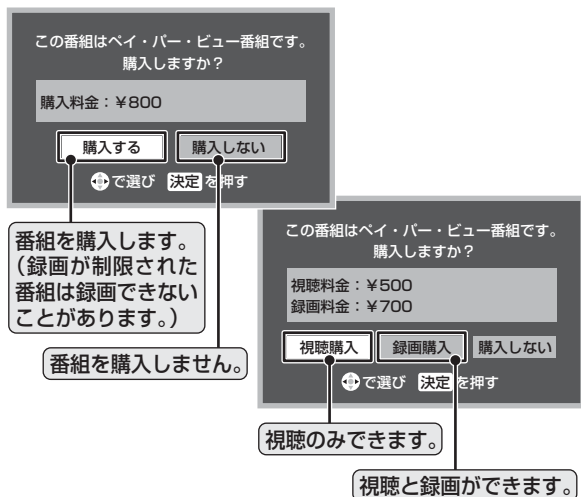 この番組はペイ・パー・ビュー番組です。
購入しますか？
購入料金：￥800
購入する 購入しない
で選び 決定 を押す
番組を購入します。
（録画が制限された
番組は録画できない
ことがあります。）
番組を購入しません。
この番組はペイ・パー・ビュー番組です。
購入しますか？
視聴料金：￥500
録画料金：￥700
視聴購入 録画購入 購入しない
で選び 決定 を押す
視聴のみできます。
視聴と録画ができます。